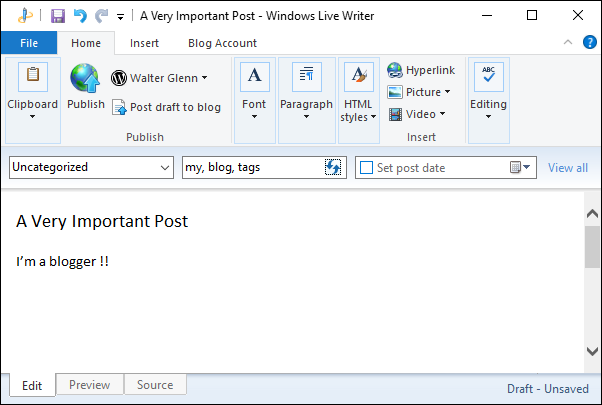 A Very Important Post - Windows Live Writer
File Home Insert Blog Account
Clipboard
Publish
Walter Glenn
Post draft to blog
Publish
Font
Paragraph
HTML
styles
Hyperlink
Picture
Video
Insert
ABC
Editing
Uncategorized my, blog, tags Set post date View all
A Very Important Post
I'm a blogger !!
Edit Preview Source Draft - Unsaved